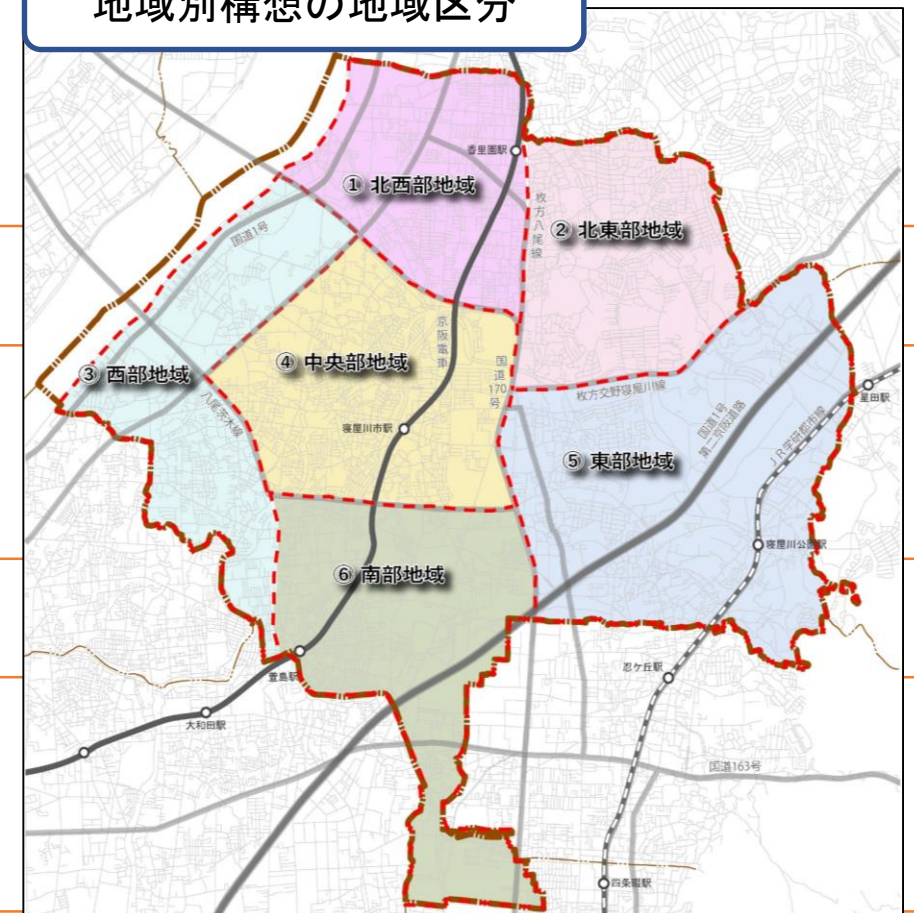 地域別構想の地域区分
香里園駅
① 北西部地域
枚方八尾線
② 北東部地域
国道1号
京阪電車
④ 中央部地域
国道170号
③ 西部地域
枚方交野寝屋川線
星田駅
八尾茨木線
国道1号
第二京阪道路
JR学研都市線
寝屋川市駅
⑤ 東部地域
寝屋川公園駅
⑥ 南部地域
忍ケ丘駅
萱島駅
大和田駅
国道163号
四条畷駅